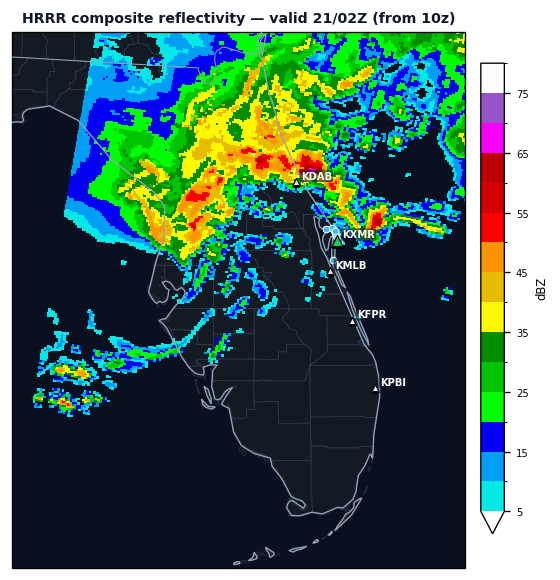 HRRR composite reflectivity — valid 21/02Z (from 10z)
75
65
55
45
35
25
15
5
dBZ
KDAB
KXMR
KMLB
KFPR
KPBI